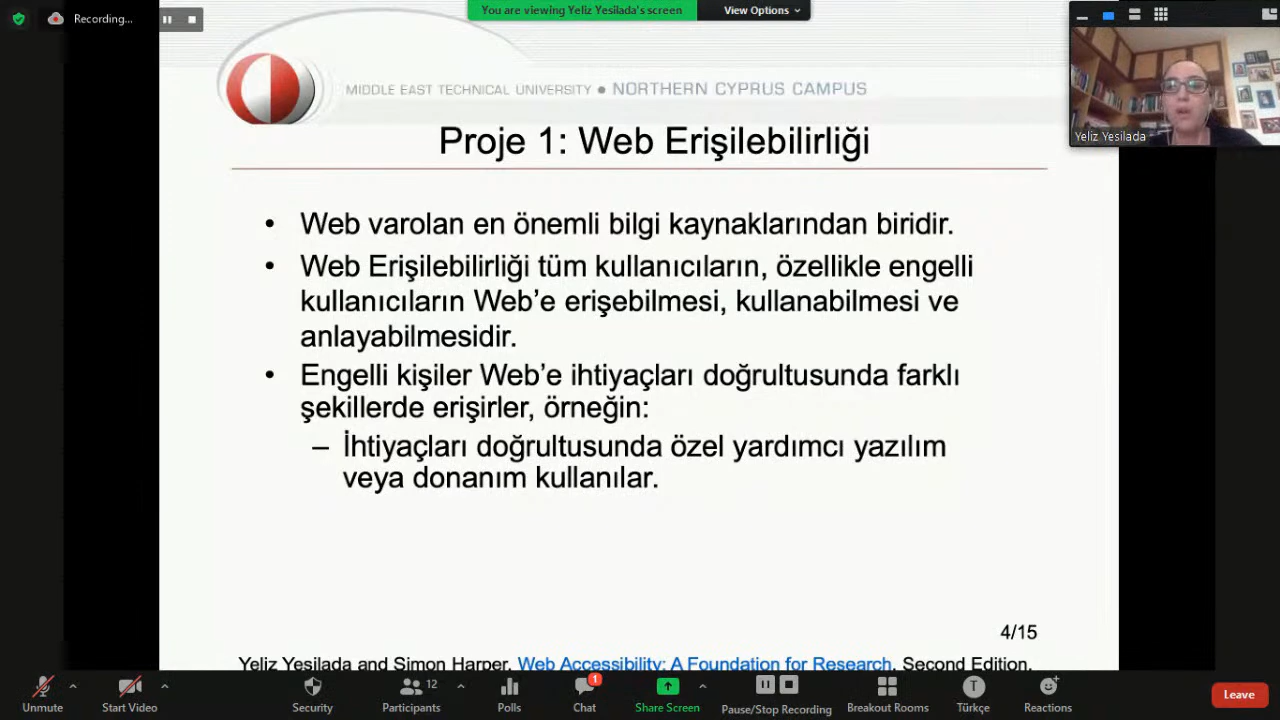 Recording...
You are viewing Yeliz Yesilada's screen
View Options
MIDDLE EAST TECHNICAL UNIVERSITY ● NORTHERN CYPRUS CAMPUS
Yeliz Yesilada
Proje 1: Web Erişilebilirliği
• Web varolan en önemli bilgi kaynaklarından biridir.
• Web Erişilebilirliği tüm kullanıcıların, özellikle engelli
kullanıcıların Web’e erişebilmesi, kullanabilmesi ve
anlayabilmesidir.
• Engelli kişiler Web’e ihtiyaçları doğrultusunda farklı
şekillerde erişirler, örneğin:
– İhtiyaçları doğrultusunda özel yardımcı yazılım
veya donanım kullanılar.
4/15
Yeliz Yesilada and Simon Harper, Web Accessibility: A Foundation for Research, Second Edition,
12
1
T
Unmute
Start Video
Security
Participants
Polls
Chat
Share Screen
Pause/Stop Recording
Breakout Rooms
Türkçe
Reactions
Leave